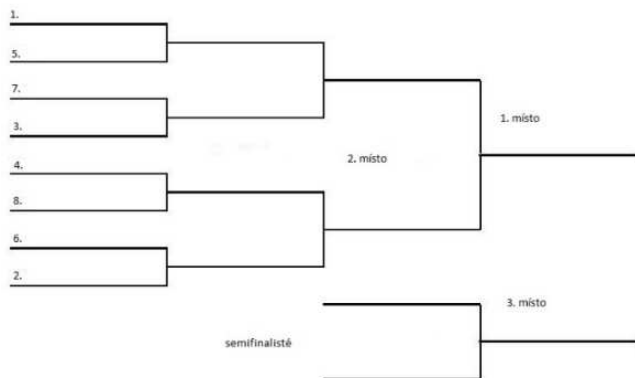 1.
5.
7.
3.
4.
8.
6.
2.
2. místo
1. místo
semifinalisté
3. místo